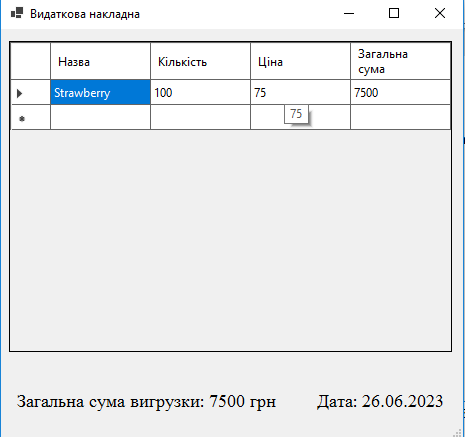 Видаткова накладна
Назва Кількість Ціна Загальна
сума
Strawberry 100 75 7500
75
Загальна сума вигрузки: 7500 грн Дата: 26.06.2023